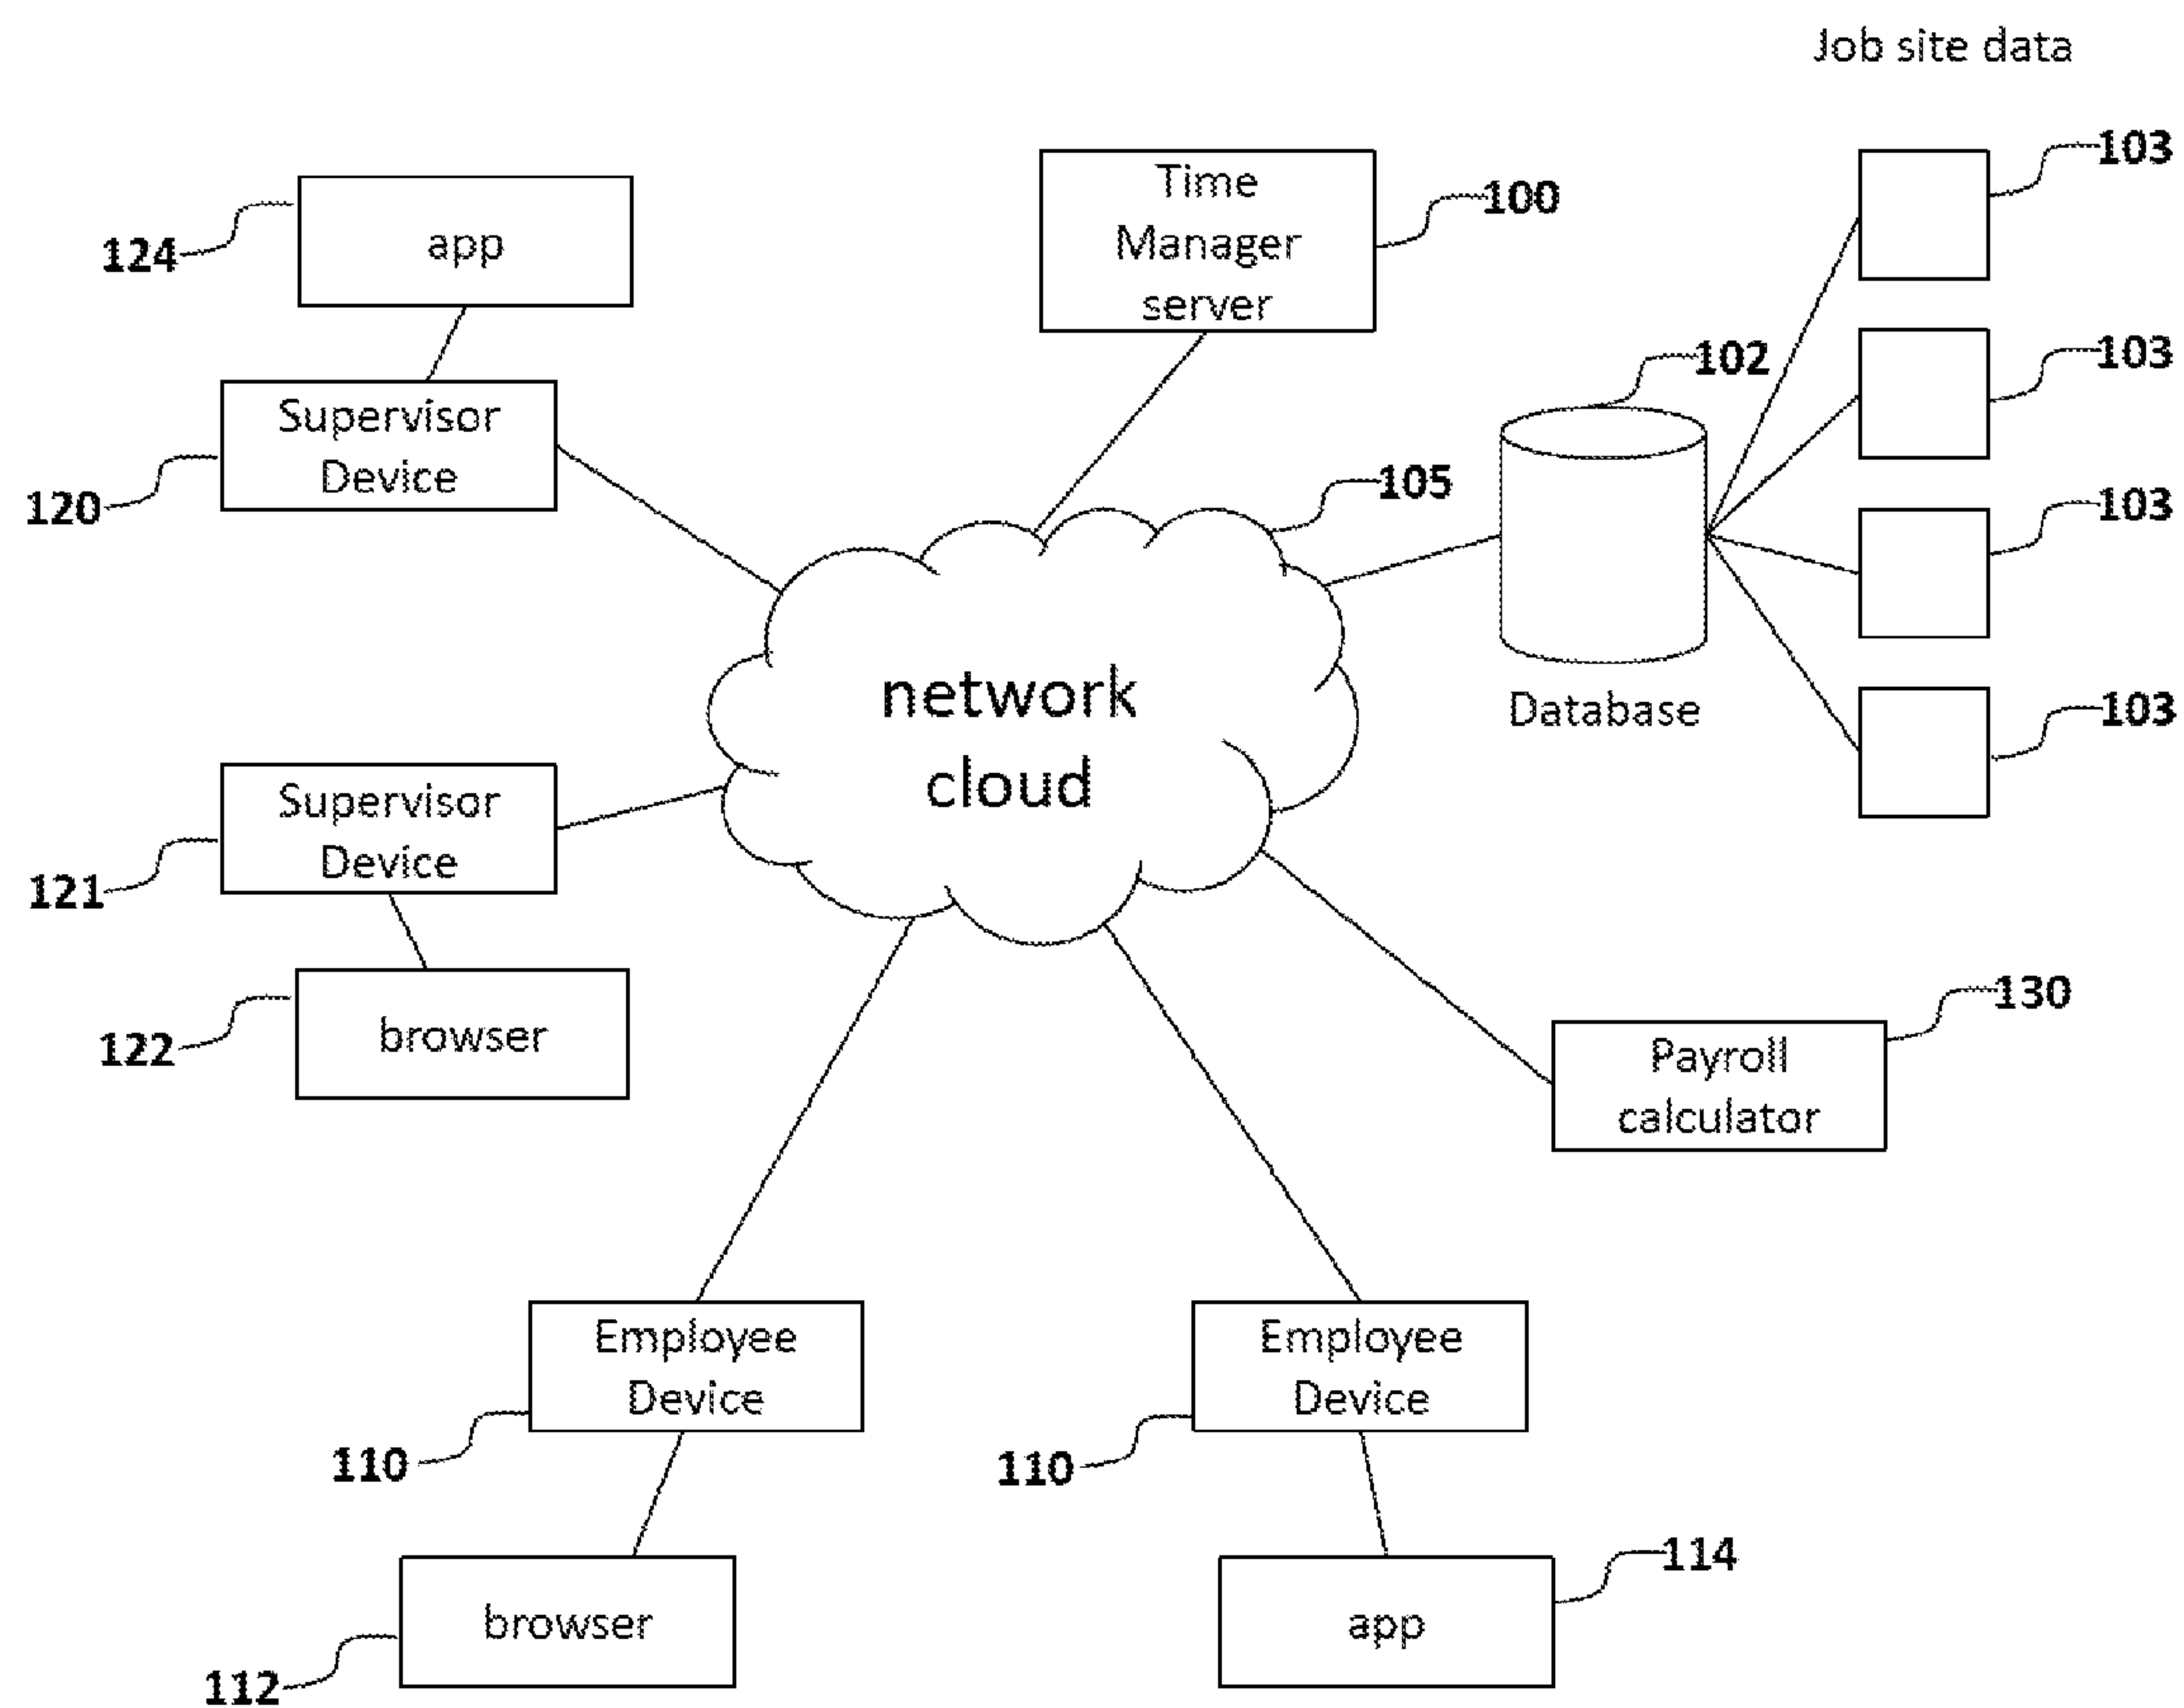 Job site data
103
Time
Manager
server
100
124
app
103
102
Supervisor
Device
120
105
103
network
cloud
Database
103
Supervisor
Device
121
122
browser
130
Payroll
calculator
Employee
Device
110
Employee
Device
110
114
browser
app
112